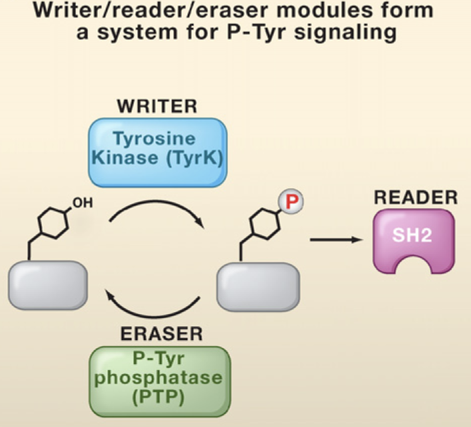 Writer/reader/eraser modules form
a system for P-Tyr signaling
WRITER
Tyrosine
Kinase (TyrK)
OH
P
READER
SH2
ERASER
P-Tyr
phosphatase
(PTP)